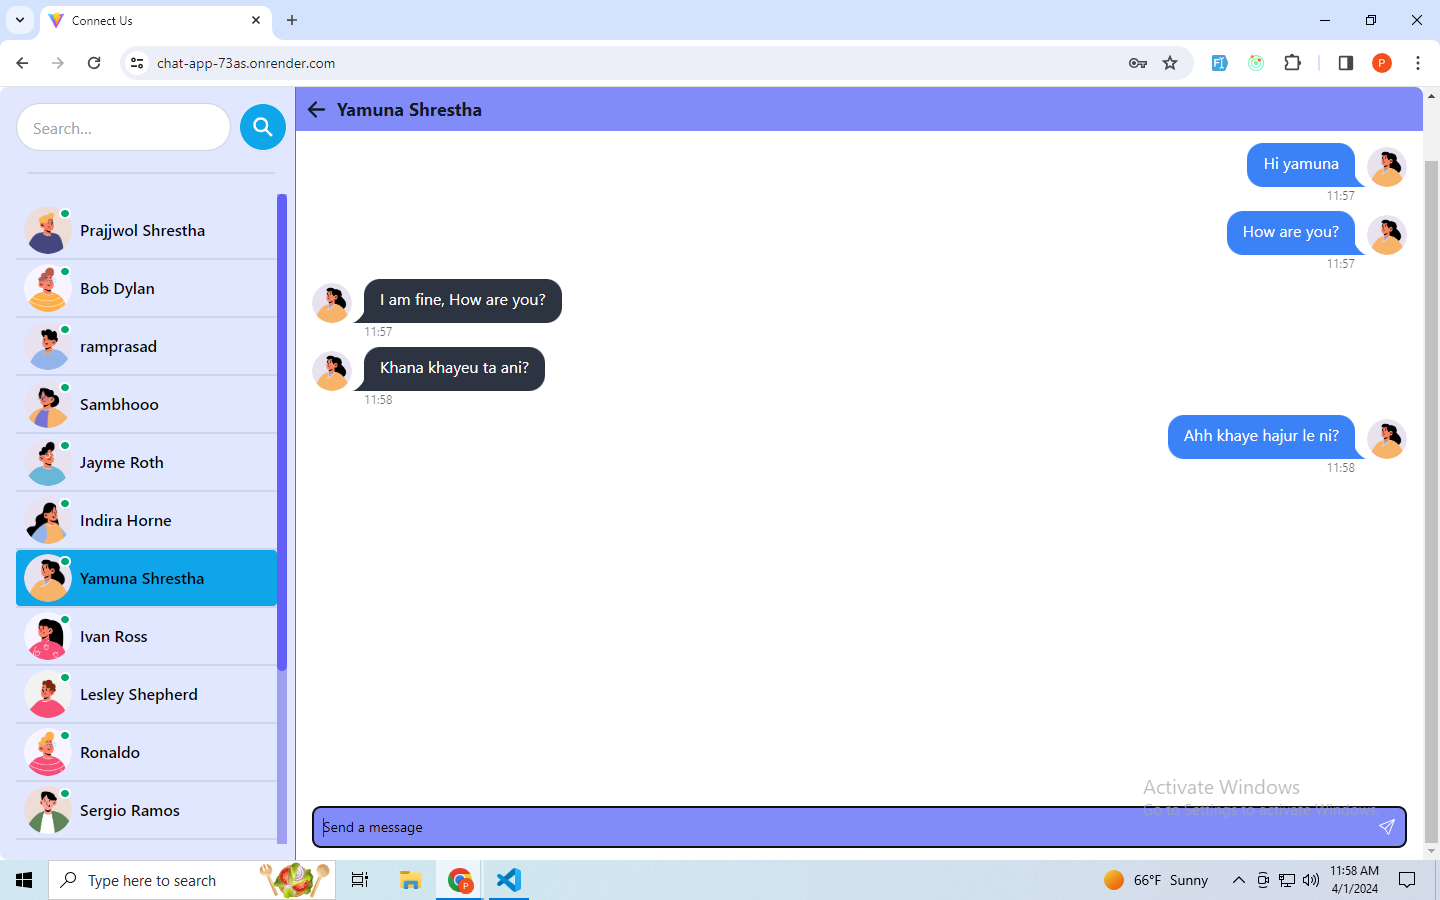 Connect Us
chat-app-73as.onrender.com
P
Search...
Yamuna Shrestha
Prajjwol Shrestha
Bob Dylan
ramprasad
Sambhooo
Jayme Roth
Indira Horne
Yamuna Shrestha
Ivan Ross
Lesley Shepherd
Ronaldo
Sergio Ramos
Hi yamuna
11:57
How are you?
11:57
I am fine, How are you?
11:57
Khana khayeu ta ani?
11:58
Ahh khaye hajur le ni?
11:58
Activate Windows
Go to Settings to activate Windows.
Send a message
Type here to search
P
66°F Sunny
11:58 AM
4/1/2024